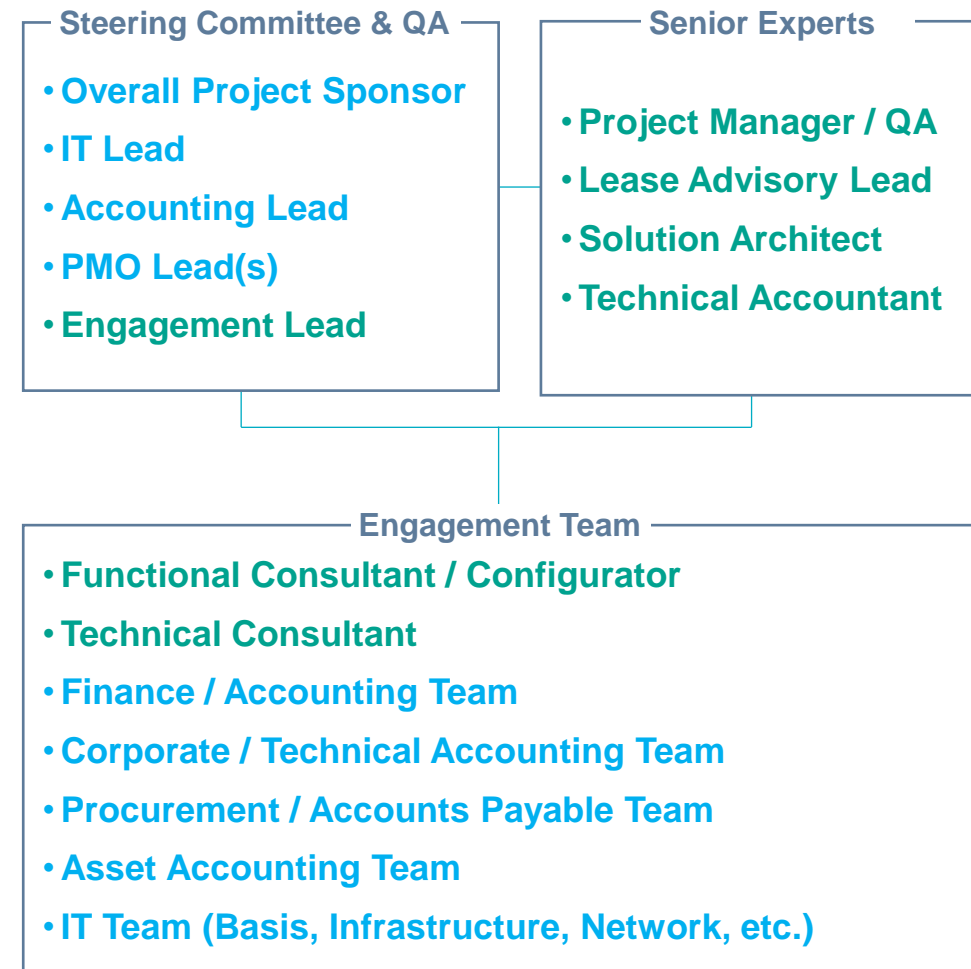 Steering Committee & QA
• Overall Project Sponsor
• IT Lead
• Accounting Lead
• PMO Lead(s)
• Engagement Lead
Senior Experts
• Project Manager / QA
• Lease Advisory Lead
• Solution Architect
• Technical Accountant
Engagement Team
• Functional Consultant / Configurator
• Technical Consultant
• Finance / Accounting Team
• Corporate / Technical Accounting Team
• Procurement / Accounts Payable Team
• Asset Accounting Team
• IT Team (Basis, Infrastructure, Network, etc.)